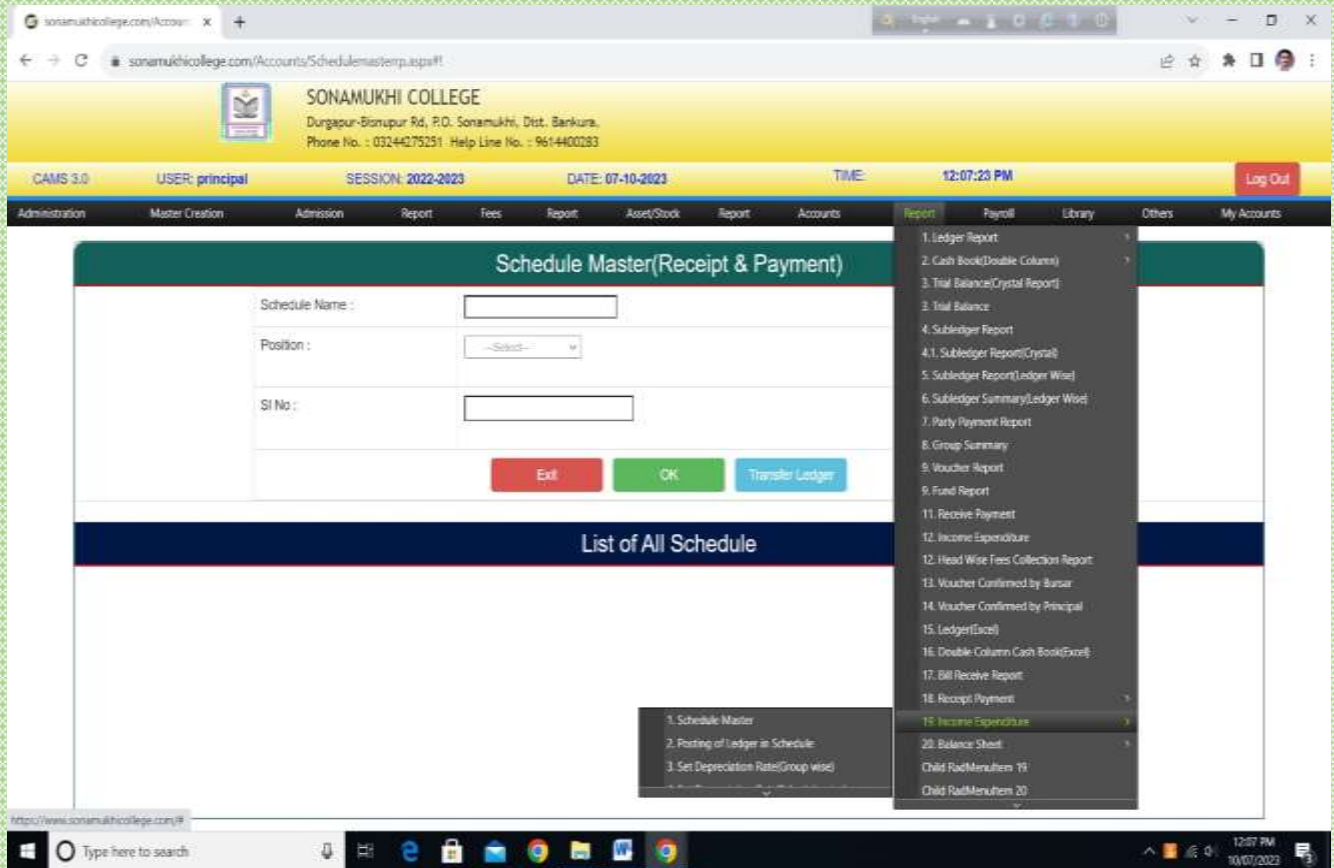 sonamukhicollege.com/Accoun
English
sonamukhicollege.com/Accounts/Schedulemasterrp.aspx#!
SONAMUKHI COLLEGE
Durgapur-Bisnupur Rd, P.O. Sonamukhi, Dist. Bankura,
Phone No. : 03244275251 Help Line No. : 9614400283
CAMS 3.0 USER: principal SESSION: 2022-2023 DATE: 07-10-2023 TIME: 12:07:23 PM Log Out
Administration Master Creation Admission Report Fees Report Asset/Stock Report Accounts Report Payroll Library Others My Accounts
Schedule Master(Receipt & Payment)
Schedule Name :
Position :
--Select--
Sl No :
Exit OK Transfer Ledger
List of All Schedule
1. Ledger Report
2. Cash Book(Double Column)
3. Trial Balance(Crystal Report)
3. Trial Balance
4. Subledger Report
4.1. Subledger Report(Crystal)
5. Subledger Report(Ledger Wise)
6. Subledger Summary(Ledger Wise)
7. Party Payment Report
8. Group Summary
9. Voucher Report
9. Fund Report
11. Receive Payment
12. Income Expenditure
12. Head Wise Fees Collection Report
13. Voucher Confirmed by Bursar
14. Voucher Confirmed by Principal
15. Ledger(Excel)
16. Double Column Cash Book(Excel)
17. Bill Receive Report
18. Receipt Payment
19. Income Expenditure
20. Balance Sheet
Child RadMenuItem 19
Child RadMenuItem 20
1. Schedule Master
2. Posting of Ledger in Schedule
3. Set Depreciation Rate(Group wise)
https://www.sonamukhicollege.com/#
Type here to search
12:07 PM
10/07/2023